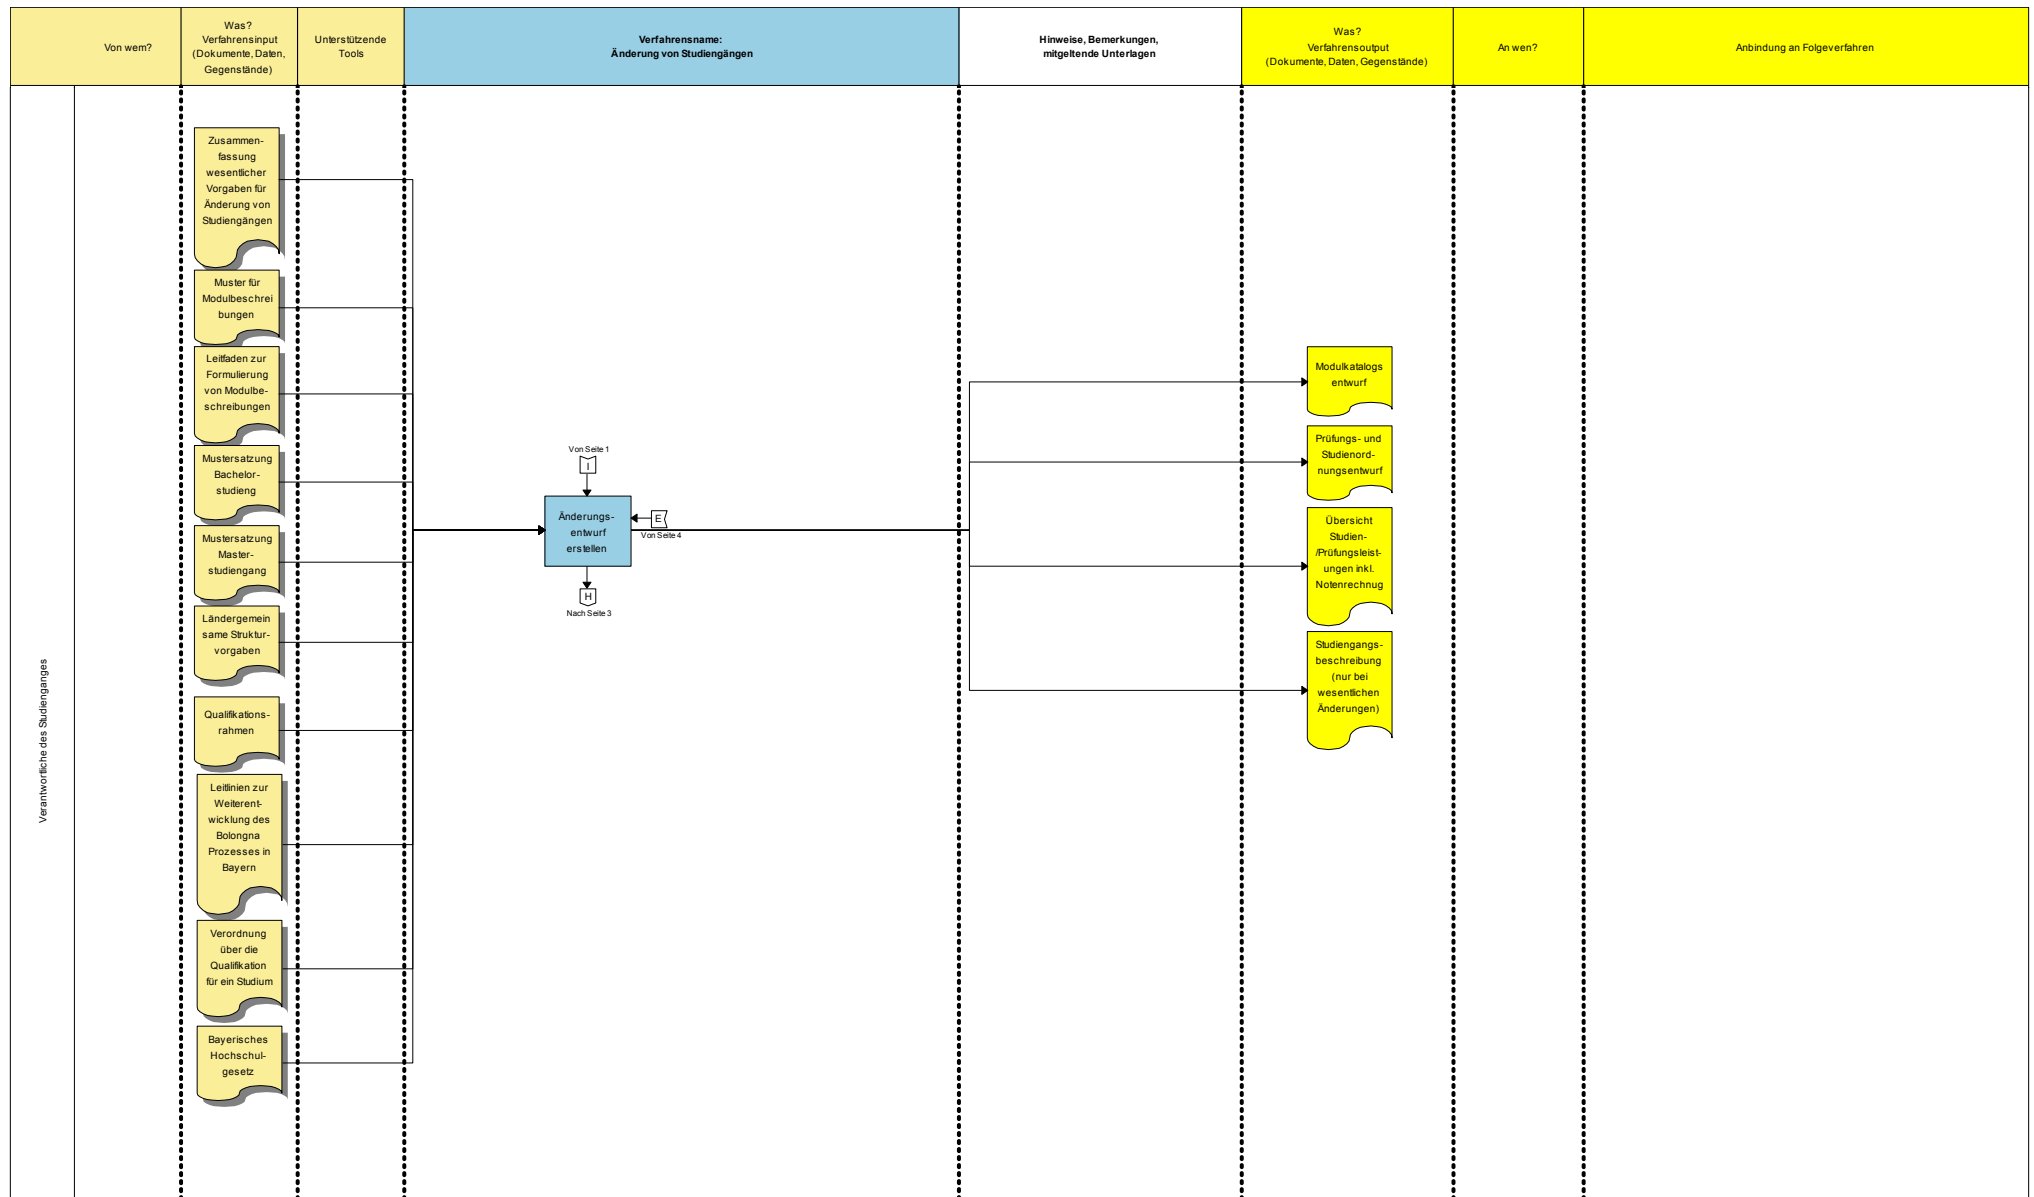 Von wem?
Was?
Verfahrensinput
(Dokumente, Daten,
Gegenstände)
Unterstützende
Tools
Verfahrensname:
Änderung von Studiengängen
Hinweise, Bemerkungen,
mitgeltende Unterlagen
Was?
Verfahrensoutput
(Dokumente, Daten, Gegenstände)
An wen?
Anbindung an Folgeverfahren
Verantwortliche des Studienganges
Zusammen-
fassung
wesentlicher
Vorgaben für
Änderung von
Studiengängen
Muster für
Modulbeschrei
bungen
Leitfaden zur
Formulierung
von Modulbe-
schreibungen
Mustersatzung
Bachelor-
studieng
Mustersatzung
Master-
studiengang
Ländergemein
same Struktur-
vorgaben
Qualifikations-
rahmen
Leitlinien zur
Weiterent-
wicklung des
Bolongna
Prozesses in
Bayern
Verordnung
über die
Qualifikation
für ein Studium
Bayerisches
Hochschul-
gesetz
Von Seite 1
I
Änderungs-
entwurf
erstellen
E
Von Seite 4
H
Nach Seite 3
Modulkatalogs
entwurf
Prüfungs- und
Studienord-
nungsentwurf
Übersicht
Studien-
/Prüfungsleist-
ungen inkl.
Notenrechnug
Studiengangs-
beschreibung
(nur bei
wesentlichen
Änderungen)